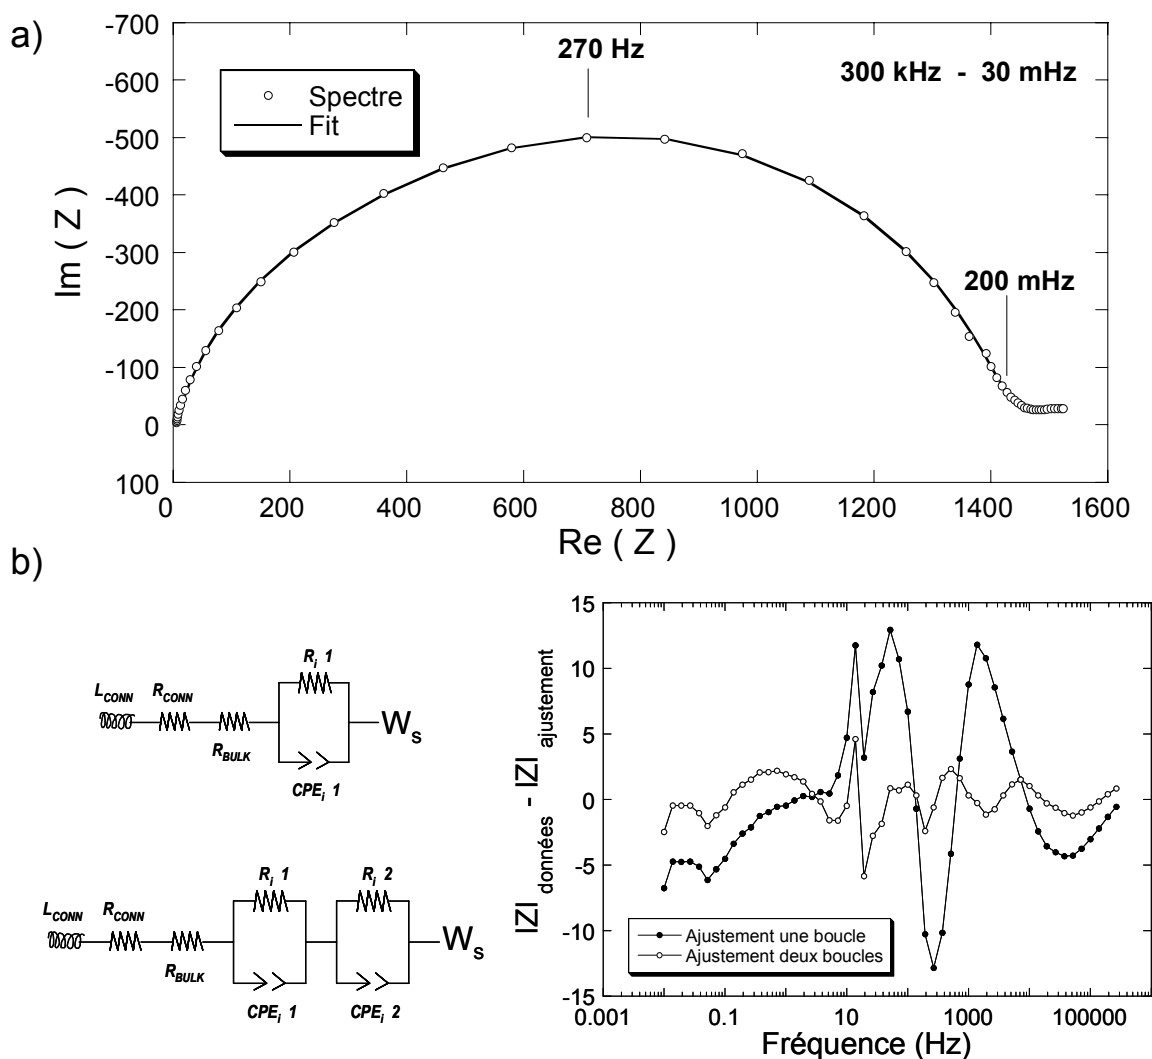 a)
-700
-600
-500
-400
-300
-200
-100
0
100
Im ( Z )
270 Hz
300 kHz - 30 mHz
Spectre
Fit
200 mHz
0 200 400 600 800 1000 1200 1400 1600
Re ( Z )
b)
L_CONN R_CONN R_BULK R_i 1 CPE_i 1 W_s
L_CONN R_CONN R_BULK R_i 1 CPE_i 1 R_i 2 CPE_i 2 W_s
15
10
5
0
-5
-10
-15
|Z|données - |Z|ajustement
Ajustement une boucle
Ajustement deux boucles
0.001 0.1 10 1000 100000
Fréquence (Hz)